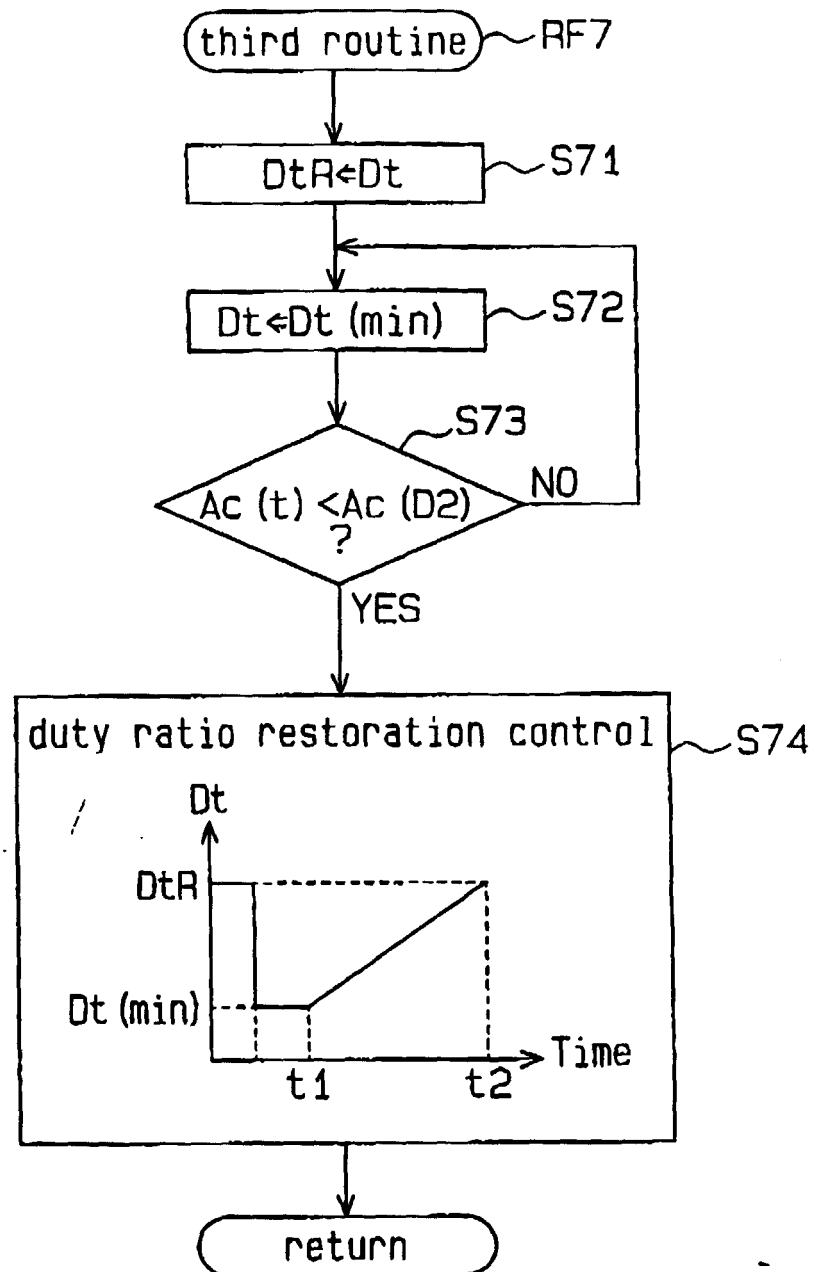 third routine
RF7
DtR⇐Dt
S71
Dt⇐Dt (min)
S72
S73
Ac (t) <Ac (D2)
?
NO
YES
duty ratio restoration control
S74
Dt
DtR
Dt (min)
t1
t2
Time
return